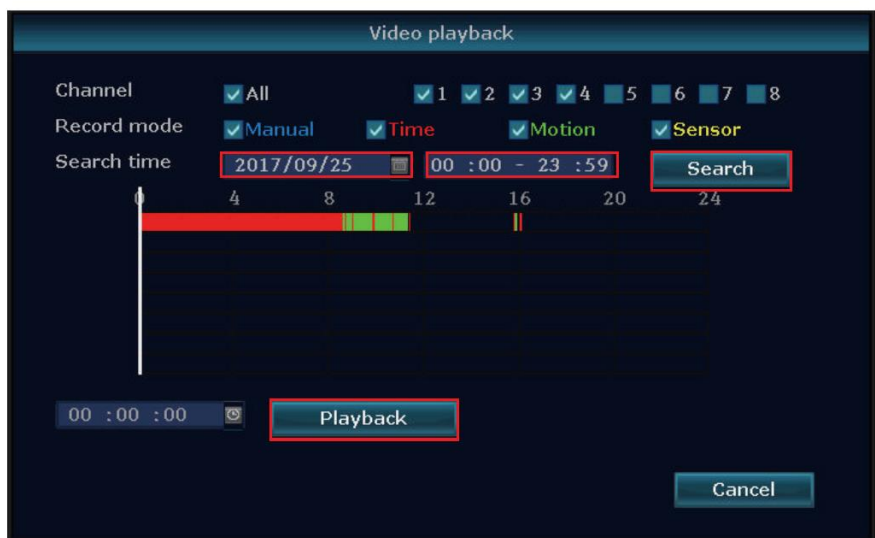 Video playback
Channel All 1 2 3 4 5 6 7 8
Record mode Manual Time Motion Sensor
Search time 2017/09/25 00 :00 - 23 :59 Search
0 4 8 12 16 20 24
00 :00 :00 Playback
Cancel